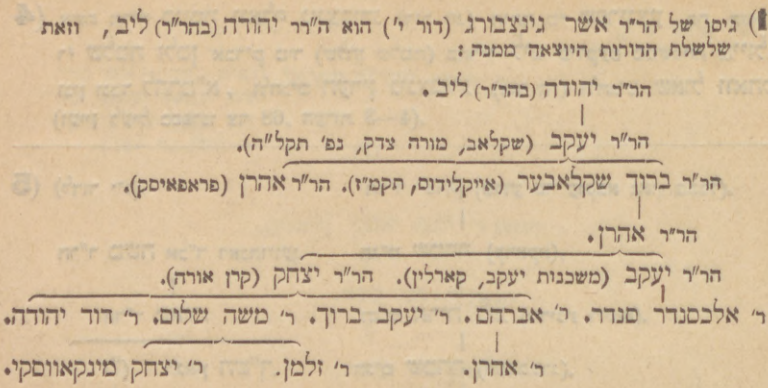 1) גיסו של הר״ר אשר גינצבורג (דור י׳) הוא ה״רר יהודה (בהר״ר) ליב, וזאת
שלשלת הדורות היוצאה ממנה:
הר״ר יהודה (בהר״ר) ליב.
הר״ר יעקב (שקלאב, מורה צדק, נפ׳ תקל״ה).
הר״ר ברוך שקלאבער (אייקלידוס, תקמ״ז). הר״ר אהרן (פראפאיסק).
הר״ר אהרן.
הר״ר יעקב (משכנות יעקב, קארלין). הר״ר יצחק (קרן אורה).
ר׳ אלכסנדר סנדר. ר׳ אברהם. ר׳ יעקב ברוך. ר׳ משה שלום. ר׳ דוד יהודה.
ר׳ אהרן. ר׳ זלמן. ר׳ יצחק מינקאווסקי.